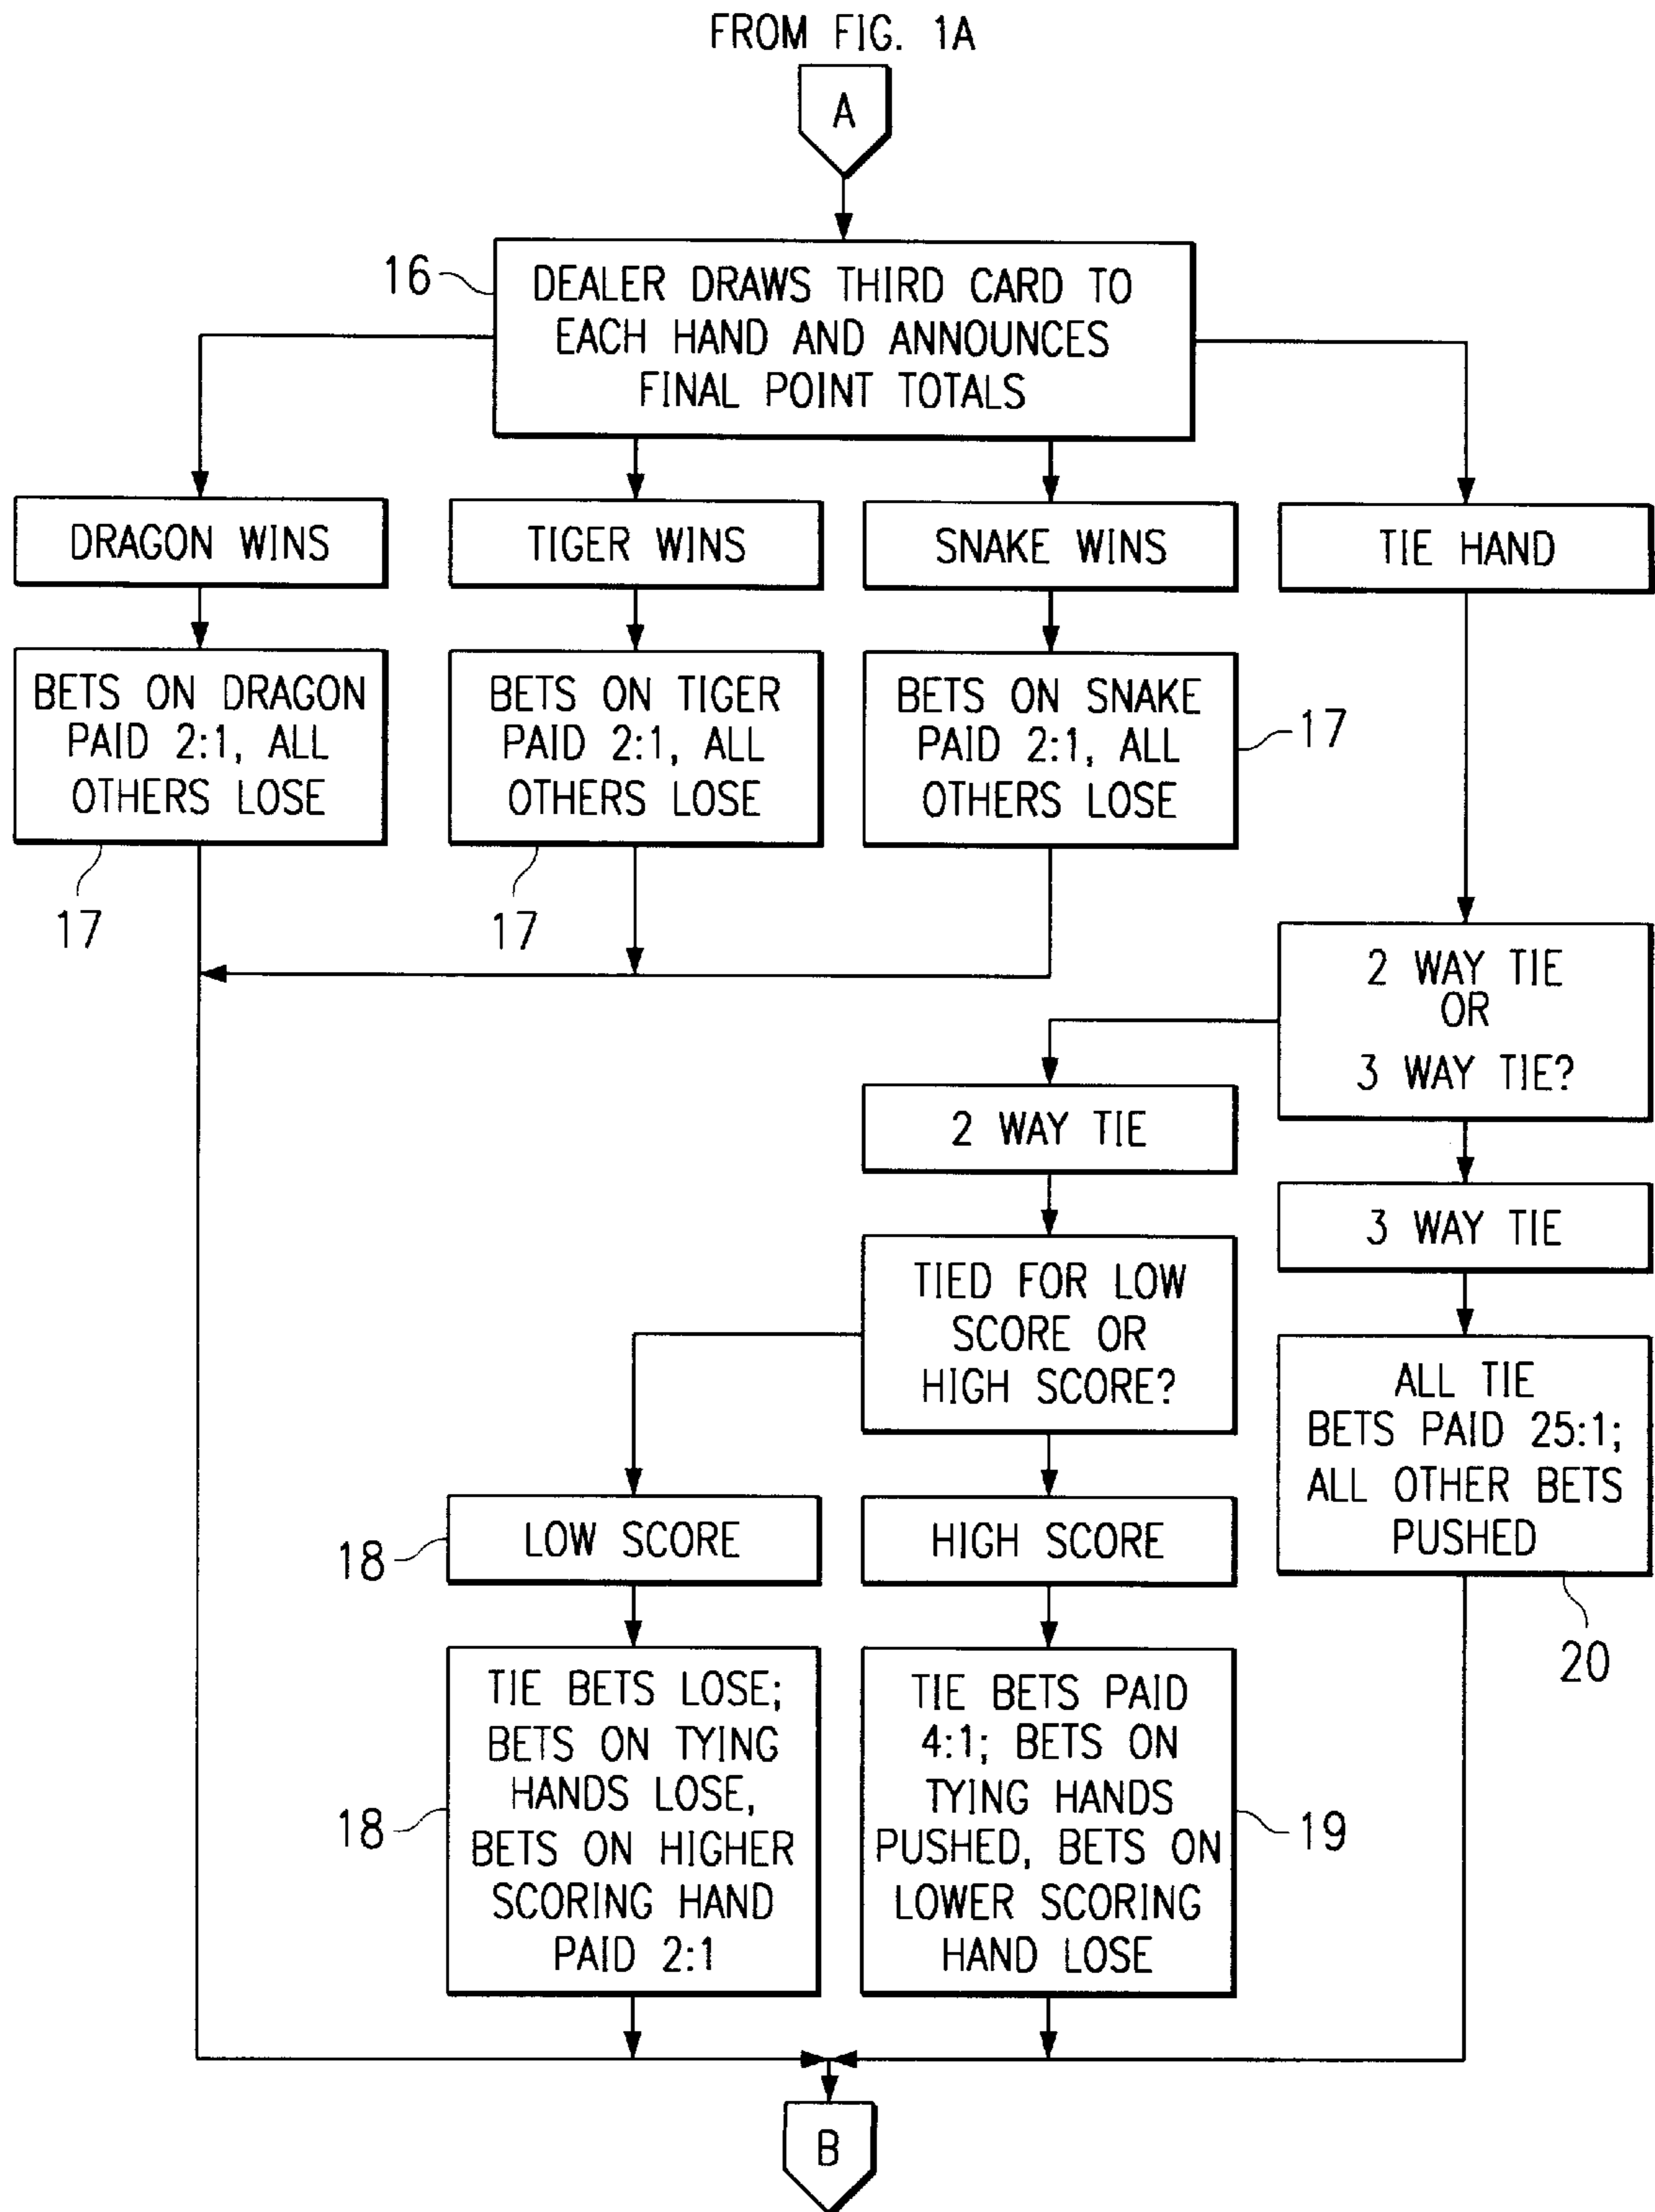 FROM FIG. 1A
A
16
DEALER DRAWS THIRD CARD TO
EACH HAND AND ANNOUNCES
FINAL POINT TOTALS
DRAGON WINS
TIGER WINS
SNAKE WINS
TIE HAND
BETS ON DRAGON
PAID 2:1, ALL
OTHERS LOSE
17
BETS ON TIGER
PAID 2:1, ALL
OTHERS LOSE
17
BETS ON SNAKE
PAID 2:1, ALL
OTHERS LOSE
17
2 WAY TIE
OR
3 WAY TIE?
2 WAY TIE
3 WAY TIE
TIED FOR LOW
SCORE OR
HIGH SCORE?
ALL TIE
BETS PAID 25:1;
ALL OTHER BETS
PUSHED
20
18
LOW SCORE
HIGH SCORE
18
TIE BETS LOSE;
BETS ON TYING
HANDS LOSE,
BETS ON HIGHER
SCORING HAND
PAID 2:1
TIE BETS PAID
4:1; BETS ON
TYING HANDS
PUSHED, BETS ON
LOWER SCORING
HAND LOSE
19
B